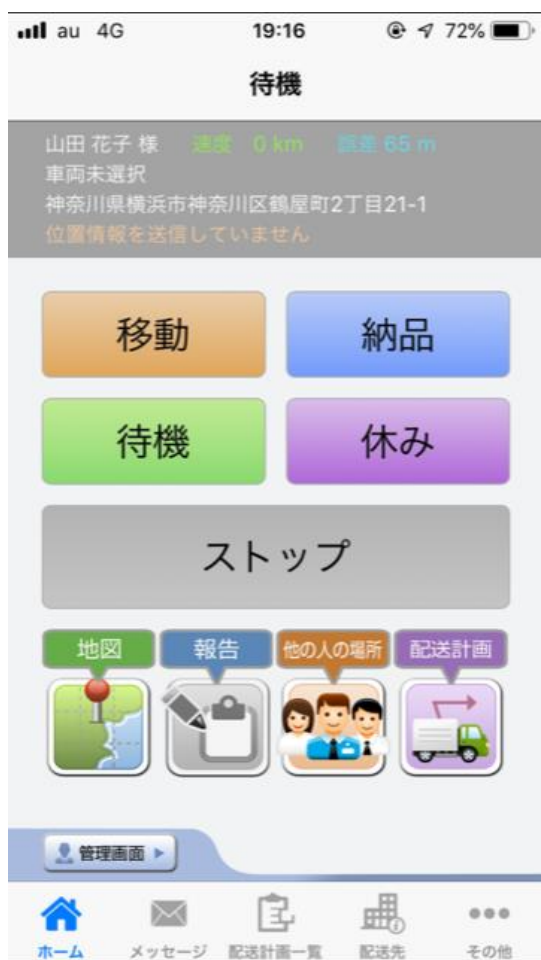 au 4G 19:16 72%
待機
山田 花子 様 速度 0 km 誤差 65 m
車両未選択
神奈川県横浜市神奈川区鶴屋町2丁目21-1
位置情報を送信していません
移動 納品
待機 休み
ストップ
地図 報告 他の人の場所 配送計画
管理画面
ホーム メッセージ 配送計画一覧 配送先 その他